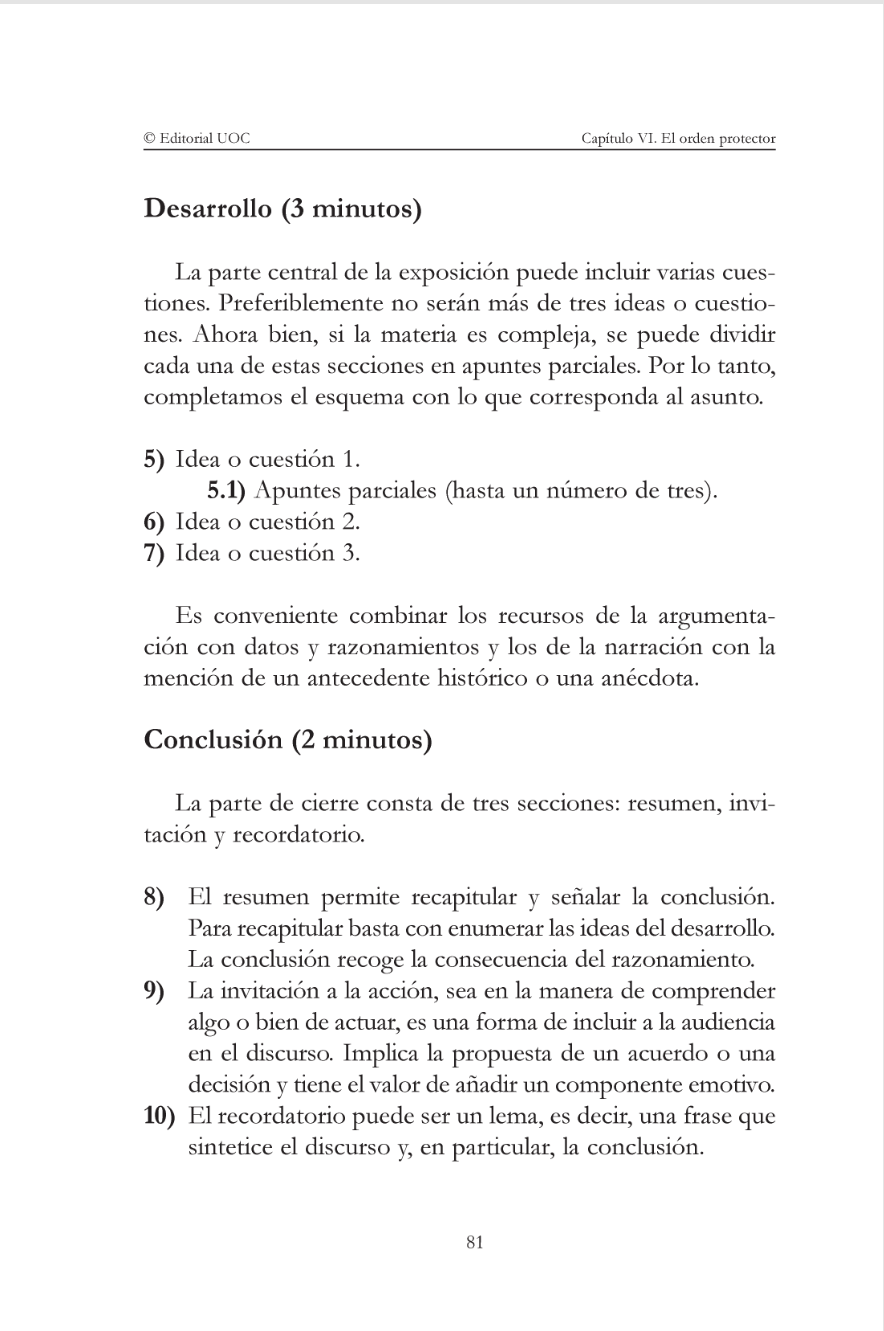 © Editorial UOC
Capítulo VI. El orden protector
Desarrollo (3 minutos)
La parte central de la exposición puede incluir varias cues-
tiones. Preferiblemente no serán más de tres ideas o cuestio-
nes. Ahora bien, si la materia es compleja, se puede dividir
cada una de estas secciones en apuntes parciales. Por lo tanto,
completamos el esquema con lo que corresponda al asunto.
5) Idea o cuestión 1.
5.1) Apuntes parciales (hasta un número de tres).
6) Idea o cuestión 2.
7) Idea o cuestión 3.
Es conveniente combinar los recursos de la argumenta-
ción con datos y razonamientos y los de la narración con la
mención de un antecedente histórico o una anécdota.
Conclusión (2 minutos)
La parte de cierre consta de tres secciones: resumen, invi-
tación y recordatorio.
8) El resumen permite recapitular y señalar la conclusión.
Para recapitular basta con enumerar las ideas del desarrollo.
La conclusión recoge la consecuencia del razonamiento.
9) La invitación a la acción, sea en la manera de comprender
algo o bien de actuar, es una forma de incluir a la audiencia
en el discurso. Implica la propuesta de un acuerdo o una
decisión y tiene el valor de añadir un componente emotivo.
10) El recordatorio puede ser un lema, es decir, una frase que
sintetice el discurso y, en particular, la conclusión.
81